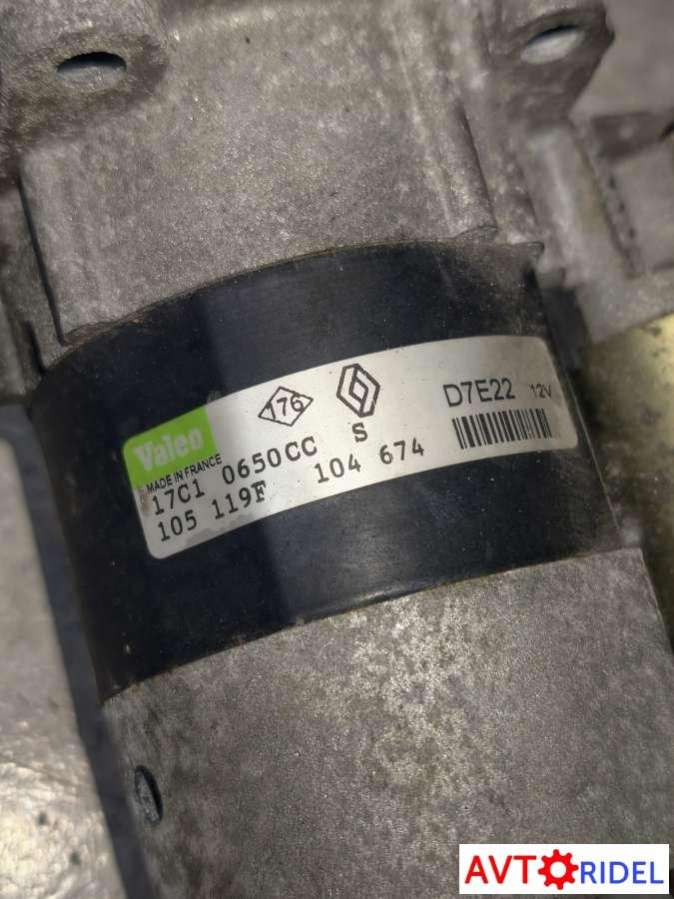 Valeo 176 D7E22 12V
MADE IN FRANCE
17C1 0650CC S
105 119F 104 674
AVTORIDEL